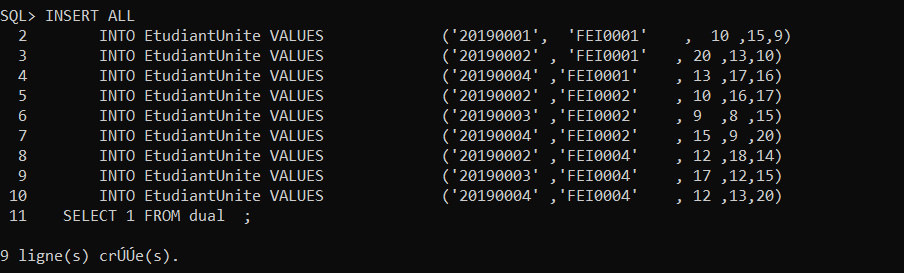 SQL> INSERT ALL
2 INTO EtudiantUnite VALUES ('20190001', 'FEI0001' , 10 ,15,9)
3 INTO EtudiantUnite VALUES ('20190002' , 'FEI0001' , 20 ,13,10)
4 INTO EtudiantUnite VALUES ('20190004' ,'FEI0001' , 13 ,17,16)
5 INTO EtudiantUnite VALUES ('20190002' ,'FEI0002' , 10 ,16,17)
6 INTO EtudiantUnite VALUES ('20190003' ,'FEI0002' , 9 ,8 ,15)
7 INTO EtudiantUnite VALUES ('20190004' ,'FEI0002' , 15 ,9 ,20)
8 INTO EtudiantUnite VALUES ('20190002' ,'FEI0004' , 12 ,18,14)
9 INTO EtudiantUnite VALUES ('20190003' ,'FEI0004' , 17 ,12,15)
10 INTO EtudiantUnite VALUES ('20190004' ,'FEI0004' , 12 ,13,20)
11 SELECT 1 FROM dual ;
9 ligne(s) crÚÚe(s).